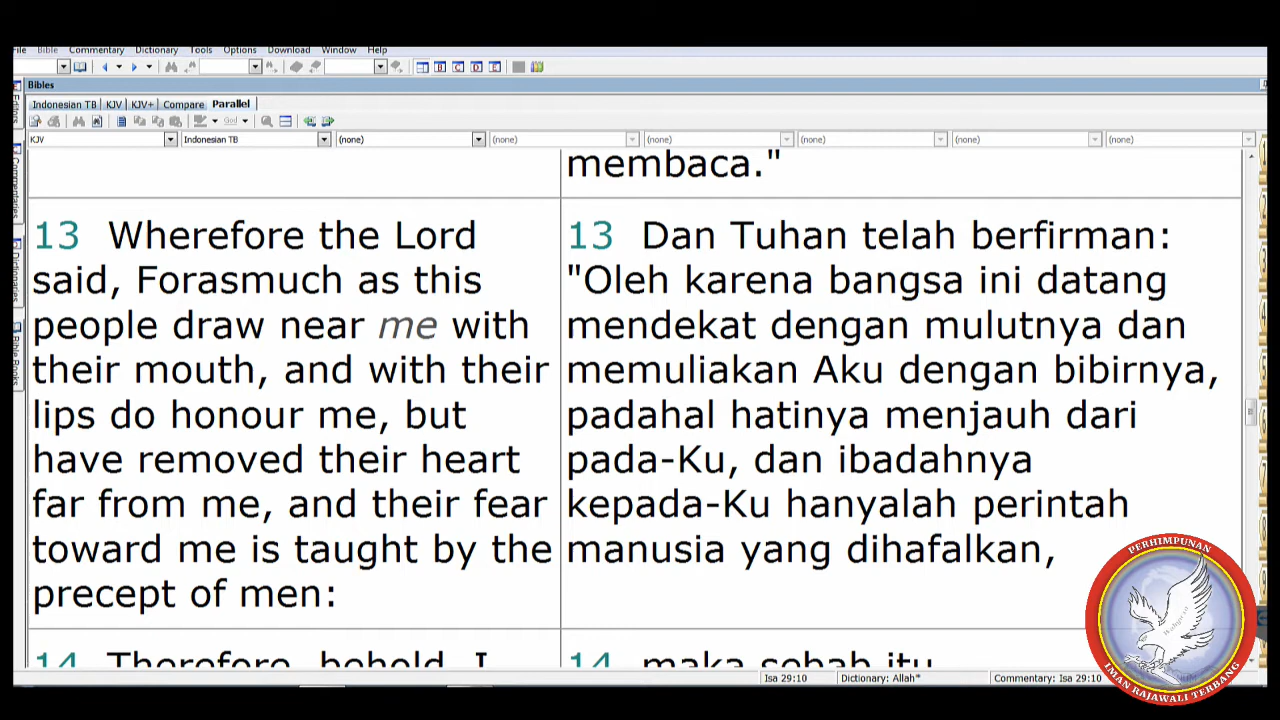 File Bible Commentary Dictionary Tools Options Download Window Help
Bibles
Indonesian TB KJV KJV+ Compare Parallel
KJV Indonesian TB (none) (none) (none) (none) (none) (none)
Editors
Commentaries
Dictionaries
Bible Books
membaca."
13 Wherefore the Lord
said, Forasmuch as this
people draw near me with
their mouth, and with their
lips do honour me, but
have removed their heart
far from me, and their fear
toward me is taught by the
precept of men:
13 Dan Tuhan telah berfirman:
"Oleh karena bangsa ini datang
mendekat dengan mulutnya dan
memuliakan Aku dengan bibirnya,
padahal hatinya menjauh dari
pada-Ku, dan ibadahnya
kepada-Ku hanyalah perintah
manusia yang dihafalkan,
14 Therefore, behold, I
14 maka sebab itu,
PERHIMPUNAN
IMAN RAJAWALI TERBANG
Isa 29:10 Dictionary: Allah* Commentary: Isa 29:10